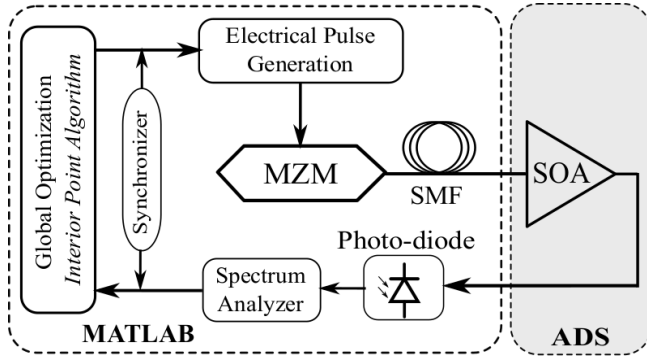 Electrical Pulse
Generation
Global Optimization
Interior Point Algorithm
Synchronizer
MZM
SMF
SOA
Photo-diode
Spectrum
Analyzer
MATLAB
ADS